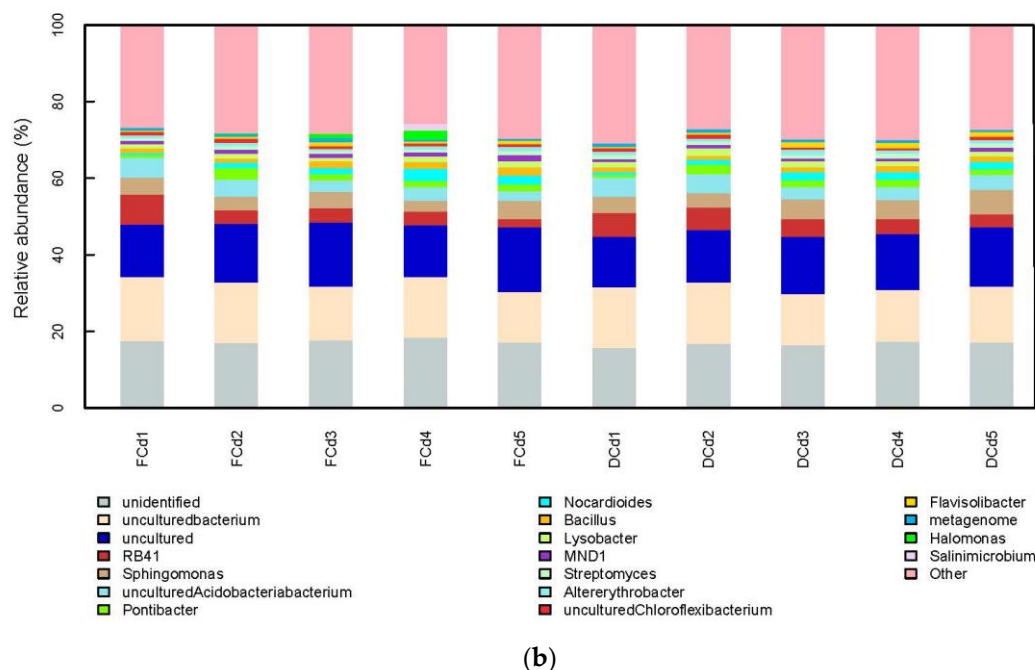 100
80
60
40
20
0
Relative abundance (%)
FCd1 FCd2 FCd3 FCd4 FCd5 DCd1 DCd2 DCd3 DCd4 DCd5
unidentified
unculturedbacterium
uncultured
RB41
Sphingomonas
unculturedAcidobacteriabacterium
Pontibacter
Nocardioides
Bacillus
Lysobacter
MND1
Streptomyces
Altererythrobacter
unculturedChloroflexibacterium
Flavisolibacter
metagenome
Halomonas
Salinimicrobium
Other
(b)